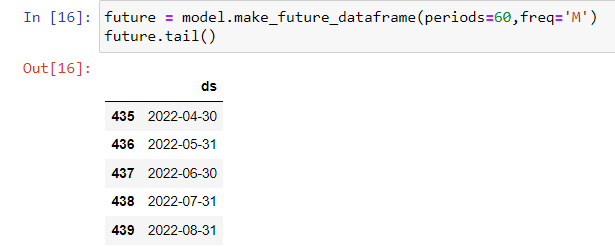 In [16]: future = model.make_future_dataframe(periods=60,freq='M')
future.tail()
Out[16]:
ds
435 2022-04-30
436 2022-05-31
437 2022-06-30
438 2022-07-31
439 2022-08-31